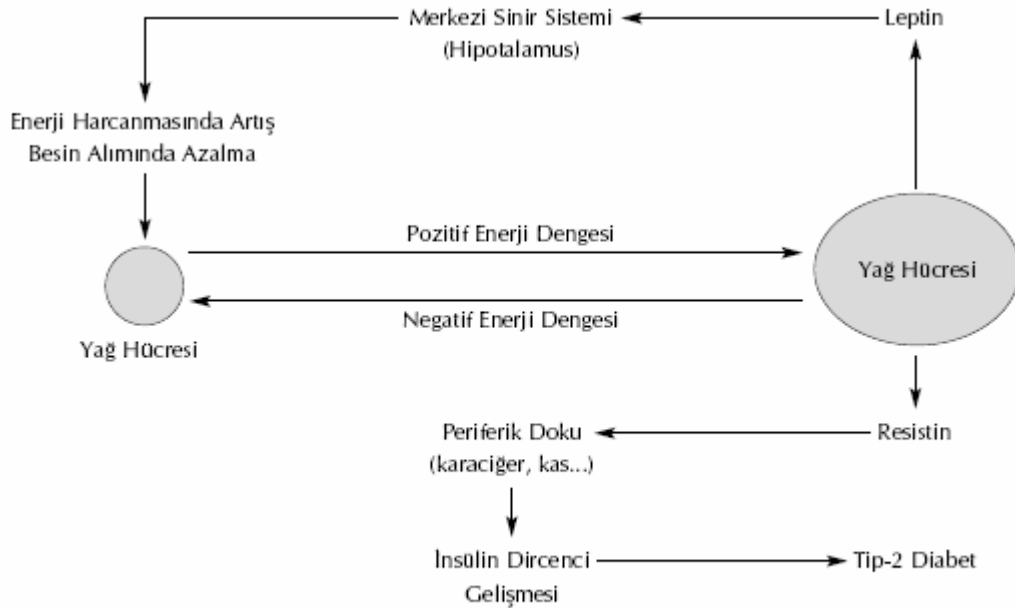 Merkezi Sinir Sistemi
(Hipotalamus)
Leptin
Enerji Harcanmasında Artış
Besin Alımında Azalma
Pozitif Enerji Dengesi
Yağ Hücresi
Negatif Enerji Dengesi
Yağ Hücresi
Periferik Doku
(karaciğer, kas...)
Resistin
İnsülin Dircenci
Gelişmesi
Tip-2 Diabet